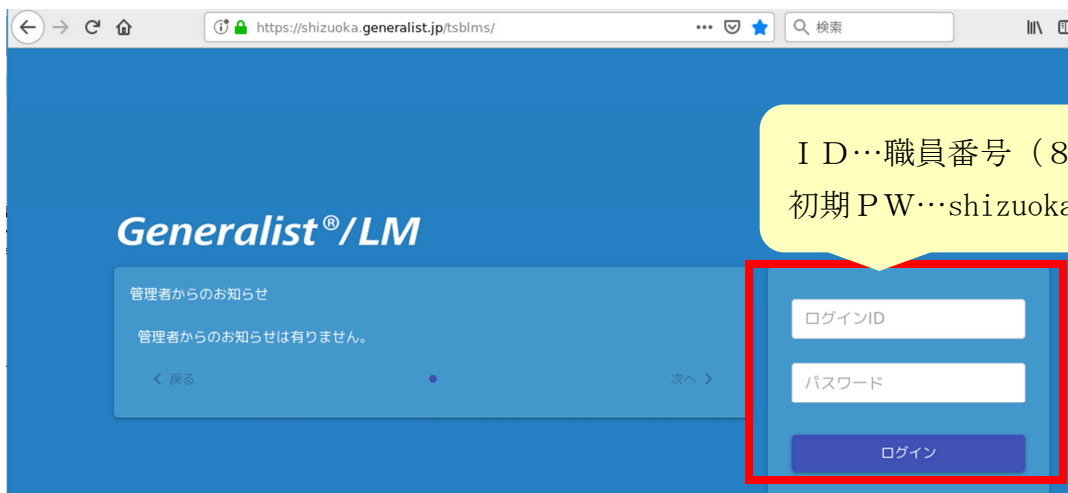 https://shizuoka.generalist.jp/tsblms/
検索
ＩＤ…職員番号（８
初期ＰＷ…shizuoka
Generalist®/LM
管理者からのお知らせ
管理者からのお知らせは有りません。
戻る
次へ
ログインID
パスワード
ログイン